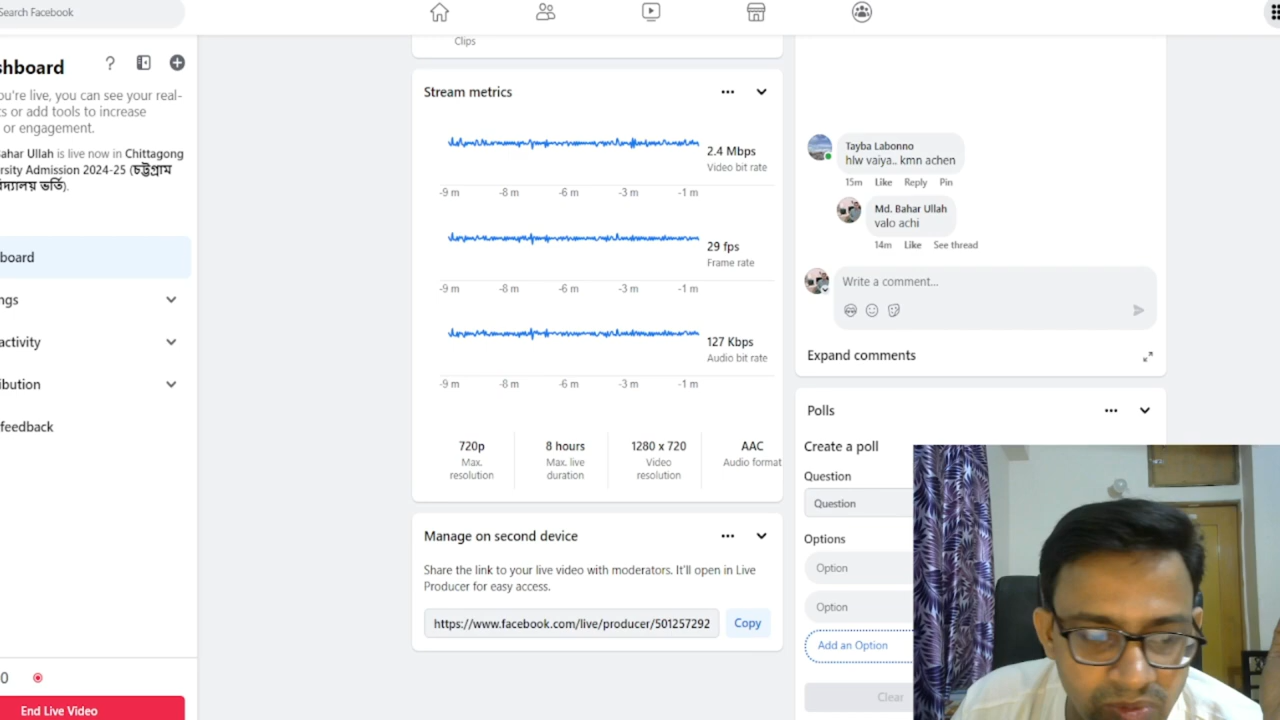 Search Facebook
shboard
?
ou're live, you can see your real-
ts or add tools to increase
or engagement.
Bahar Ullah is live now in Chittagong
rsity Admission 2024-25 (চট্টগ্রাম
বিদ্যালয় ভর্তি).
board
ngs
activity
ibution
feedback
0
End Live Video
Clips
Stream metrics
2.4 Mbps
Video bit rate
-9 m -8 m -6 m -3 m -1 m
29 fps
Frame rate
-9 m -8 m -6 m -3 m -1 m
127 Kbps
Audio bit rate
-9 m -8 m -6 m -3 m -1 m
720p 8 hours 1280 x 720 AAC
Max. Max. live Video Audio format
resolution duration resolution
Manage on second device
Share the link to your live video with moderators. It'll open in Live
Producer for easy access.
https://www.facebook.com/live/producer/501257292 Copy
Tayba Labonno
hlw vaiya.. kmn achen
15m Like Reply Pin
Md. Bahar Ullah
valo achi
14m Like See thread
Write a comment...
Expand comments
Polls
Create a poll
Question
Question
Options
Option
Option
Add an Option
Clear